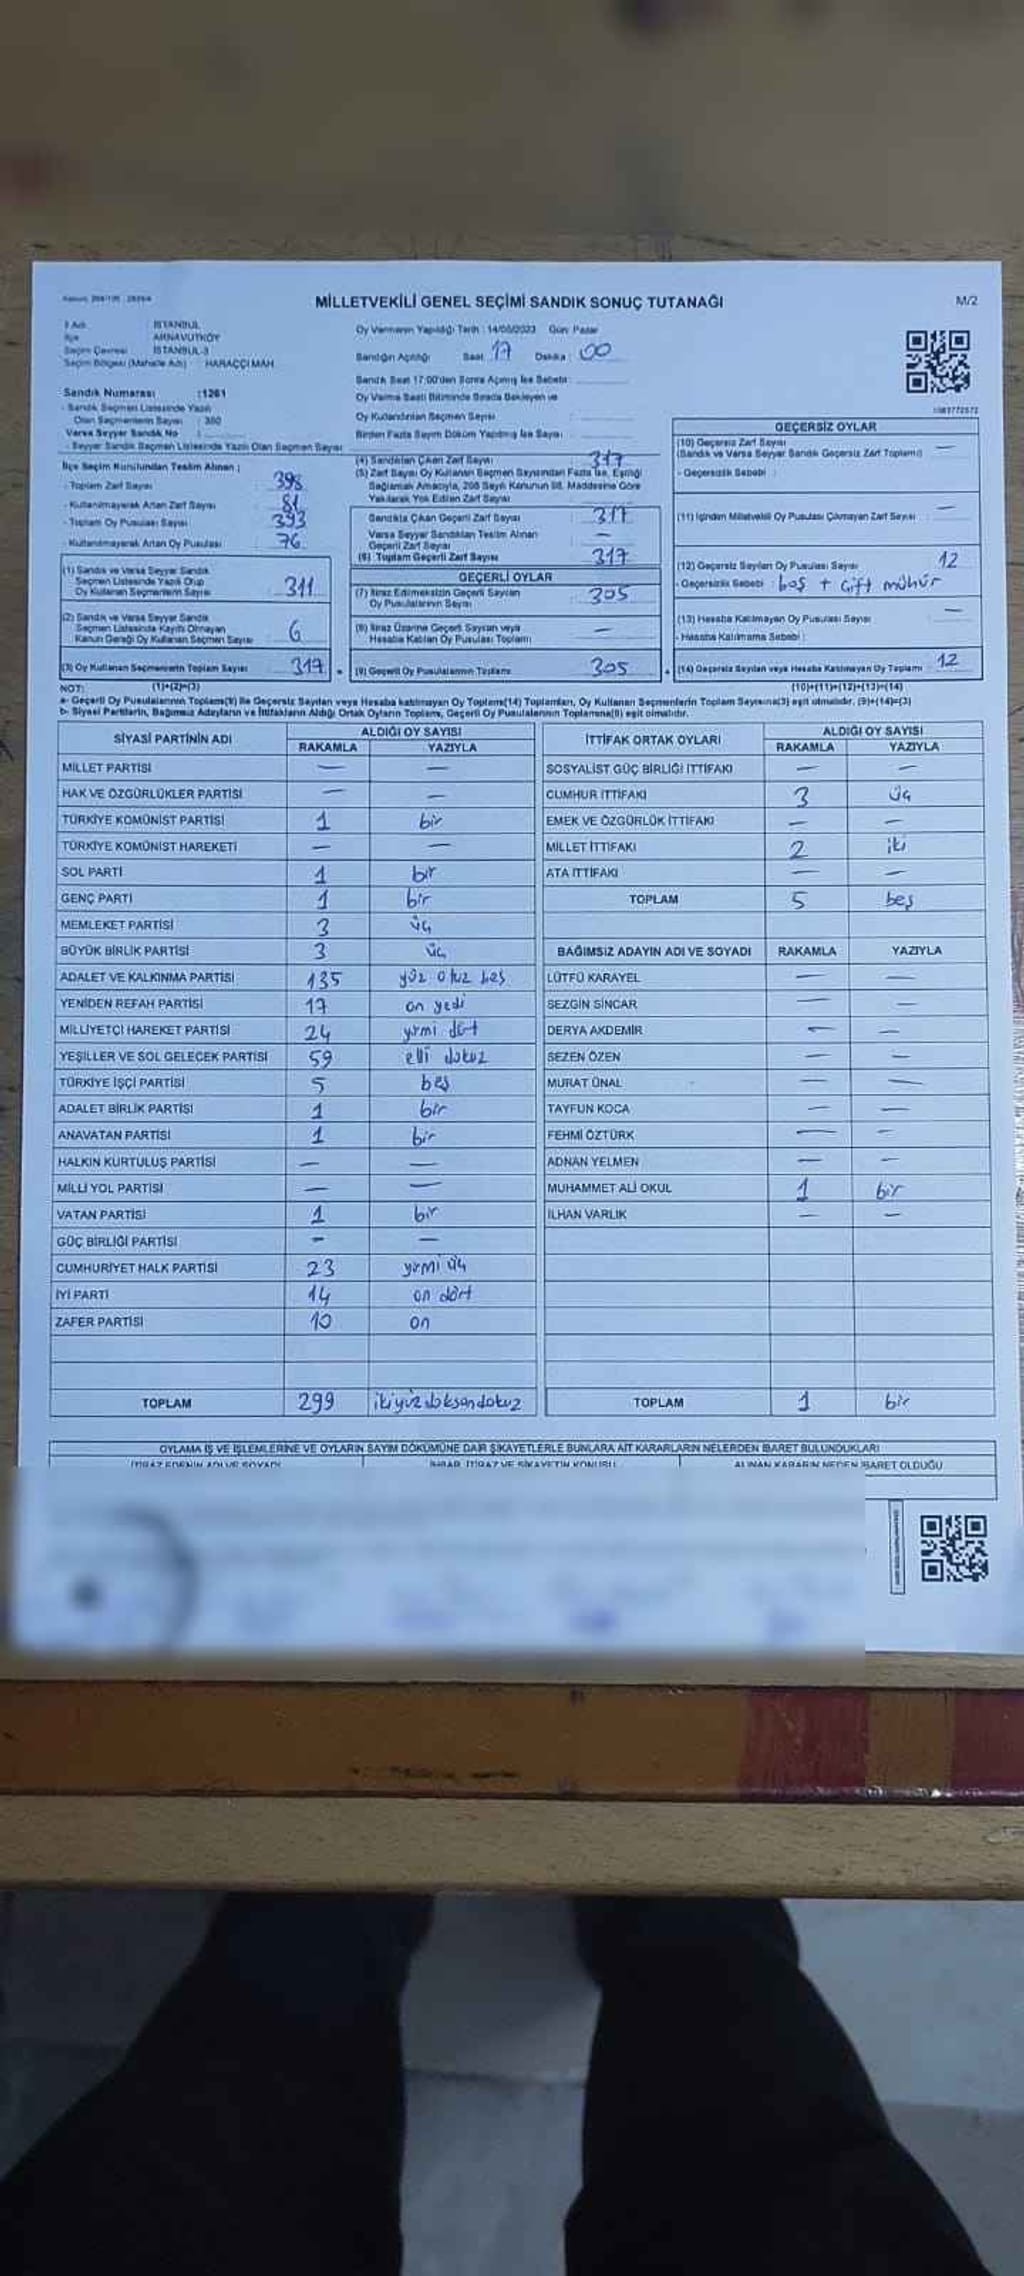 MİLLETVEKİLİ GENEL SEÇİMİ SANDIK SONUÇ TUTANAĞI
M/2
İl Adı : İSTANBUL
İlçe : ARNAVUTKÖY
Seçim Çevresi : İSTANBUL-3
Seçim Bölgesi (Mahalle Adı) : HARAÇÇI MAH
Sandık Numarası :1261
- Sandık Seçmen Listesinde Yazılı
Olan Seçmenlerin Sayısı : 380
Varsa Seyyar Sandık No :
- Seyyar Sandık Seçmen Listesinde Yazılı Olan Seçmen Sayısı
İlçe Seçim Kurulundan Teslim Alınan ;
- Toplam Zarf Sayısı : 398
- Kullanılmayarak Artan Zarf Sayısı : 81
- Toplam Oy Pusulası Sayısı : 393
- Kullanılmayarak Artan Oy Pusulası : 76
(1) Sandık ve Varsa Seyyar Sandık
Seçmen Listesinde Yazılı Olup
Oy Kullanan Seçmenlerin Sayısı : 311
(2) Sandık ve Varsa Seyyar Sandık
Seçmen Listesinde Kayıtlı Olmayan
Kanun Gereği Oy Kullanan Seçmen Sayısı : 6
(3) Oy Kullanan Seçmenlerin Toplam Sayısı : 317
(1)+(2)=(3)
Oy Vermenin Yapıldığı Tarih : 14/05/2023 Gün: Pazar
Sandığın Açılışı Saat : 17 Dakika : 00
Sandık Saat 17:00'den Sonra Açılmış İse Sebebi :
Oy Verme Saati Bitiminde Sırada Bekleyen ve
Oy Kullandırılan Seçmen Sayısı :
Birden Fazla Sayım Döküm Yapılmış İse Sayısı :
(4) Sandıktan Çıkan Zarf Sayısı : 317
(5) Zarf Sayısı Oy Kullanan Seçmen Sayısından Fazla İse, Eşitliği
Sağlamak Amacıyla, 298 Sayılı Kanunun 98. Maddesine Göre
Yakılarak Yok Edilen Zarf Sayısı :
Sandıkta Çıkan Geçerli Zarf Sayısı : 317
Varsa Seyyar Sandıktan Teslim Alınan
Geçerli Zarf Sayısı : —
(6) Toplam Geçerli Zarf Sayısı : 317
GEÇERLİ OYLAR
(7) İtiraz Edilmeksizin Geçerli Sayılan
Oy Pusulalarının Sayısı : 305
(8) İtiraz Üzerine Geçerli Sayılan veya
Hesaba Katılan Oy Pusulası Toplamı : —
(9) Geçerli Oy Pusulalarının Toplamı : 305
GEÇERSİZ OYLAR
(10) Geçersiz Zarf Sayısı : —
(Sandık ve Varsa Seyyar Sandık Geçersiz Zarf Toplamı)
- Geçersizlik Sebebi :
(11) İçinden Milletvekili Oy Pusulası Çıkmayan Zarf Sayısı : —
(12) Geçersiz Sayılan Oy Pusulası Sayısı : 12
- Geçersizlik Sebebi : boş + çift mühür
(13) Hesaba Katılmayan Oy Pusulası Sayısı : —
- Hesaba Katılmama Sebebi :
(14) Geçersiz Sayılan veya Hesaba Katılmayan Oy Toplamı : 12
(10)+(11)+(12)+(13)=(14)
NOT:
a- Geçerli Oy Pusulalarının Toplamı(9) ile Geçersiz Sayılan veya Hesaba katılmayan Oy Toplamı(14) Toplamları, Oy Kullanan Seçmenlerin Toplam Sayısına(3) eşit olmalıdır. (9)+(14)=(3)
b- Siyasi Partilerin, Bağımsız Adayların ve İttifakların Aldığı Ortak Oyların Toplamı, Geçerli Oy Pusulalarının Toplamına(9) eşit olmalıdır.
SİYASİ PARTİNİN ADI ALDIĞI OY SAYISI
RAKAMLA YAZIYLA
MİLLET PARTİSİ — —
HAK VE ÖZGÜRLÜKLER PARTİSİ — —
TÜRKİYE KOMÜNİST PARTİSİ 1 bir
TÜRKİYE KOMÜNİST HAREKETİ — —
SOL PARTİ 1 bir
GENÇ PARTİ 1 bir
MEMLEKET PARTİSİ 3 üç
BÜYÜK BİRLİK PARTİSİ 3 üç
ADALET VE KALKINMA PARTİSİ 135 yüz otuz beş
YENİDEN REFAH PARTİSİ 17 on yedi
MİLLİYETÇİ HAREKET PARTİSİ 24 yirmi dört
YEŞİLLER VE SOL GELECEK PARTİSİ 59 elli dokuz
TÜRKİYE İŞÇİ PARTİSİ 5 beş
ADALET BİRLİK PARTİSİ 1 bir
ANAVATAN PARTİSİ 1 bir
HALKIN KURTULUŞ PARTİSİ — —
MİLLİ YOL PARTİSİ — —
VATAN PARTİSİ 1 bir
GÜÇ BİRLİĞİ PARTİSİ - —
CUMHURİYET HALK PARTİSİ 23 yirmi üç
İYİ PARTİ 14 on dört
ZAFER PARTİSİ 10 on
TOPLAM 299 ikiyüzdoksandokuz
İTTİFAK ORTAK OYLARI ALDIĞI OY SAYISI
RAKAMLA YAZIYLA
SOSYALİST GÜÇ BİRLİĞİ İTTİFAKI — —
CUMHUR İTTİFAKI 3 üç
EMEK VE ÖZGÜRLÜK İTTİFAKI — —
MİLLET İTTİFAKI 2 iki
ATA İTTİFAKI — —
TOPLAM 5 beş
BAĞIMSIZ ADAYIN ADI VE SOYADI RAKAMLA YAZIYLA
LÜTFÜ KARAYEL — —
SEZGİN SİNCAR — —
DERYA AKDEMİR — —
SEZEN ÖZEN — —
MURAT ÜNAL — —
TAYFUN KOCA — —
FEHMİ ÖZTÜRK — —
ADNAN YELMEN — —
MUHAMMET ALİ OKUL 1 bir
İLHAN VARLIK — —
TOPLAM 1 bir
OYLAMA İŞ VE İŞLEMLERİNE VE OYLARIN SAYIM DÖKÜMÜNE DAİR ŞİKAYETLERLE BUNLARA AİT KARARLARIN NELERDEN İBARET BULUNDUKLARI
İTİRAZ EDENİN ADI VE SOYADI İHBAR, İTİRAZ VE ŞİKAYETİN KONUSU ALINAN KARARIN NEDEN İBARET OLDUĞU